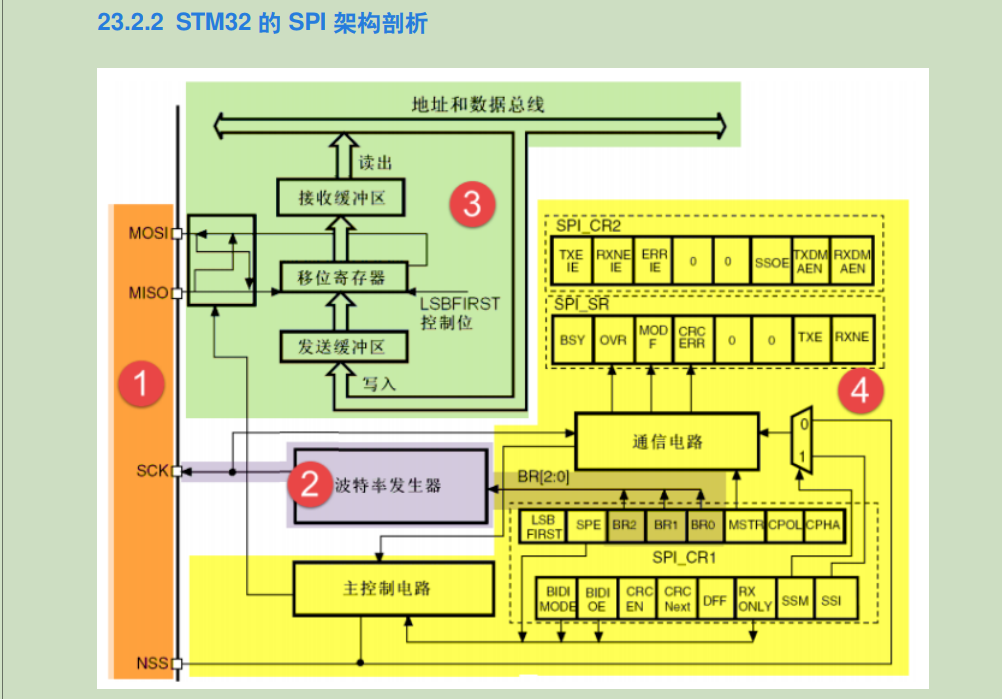 23.2.2 STM32 的 SPI 架构剖析
地址和数据总线
读出
接收缓冲区
3
MOSI
移位寄存器
MISO
LSBFIRST
控制位
发送缓冲区
写入
1
SPI_CR2
TXE IE RXNE IE ERR IE 0 0 SSOE TXDM AEN RXDM AEN
SPI_SR
BSY OVR MOD F CRC ERR 0 0 TXE RXNE
4
通信电路
0
1
SCK
2
波特率发生器
BR[2:0]
LSB FIRST SPE BR2 BR1 BR0 MSTR CPOL CPHA
SPI_CR1
主控制电路
BIDI MODE BIDI OE CRC EN CRC Next DFF RX ONLY SSM SSI
NSS